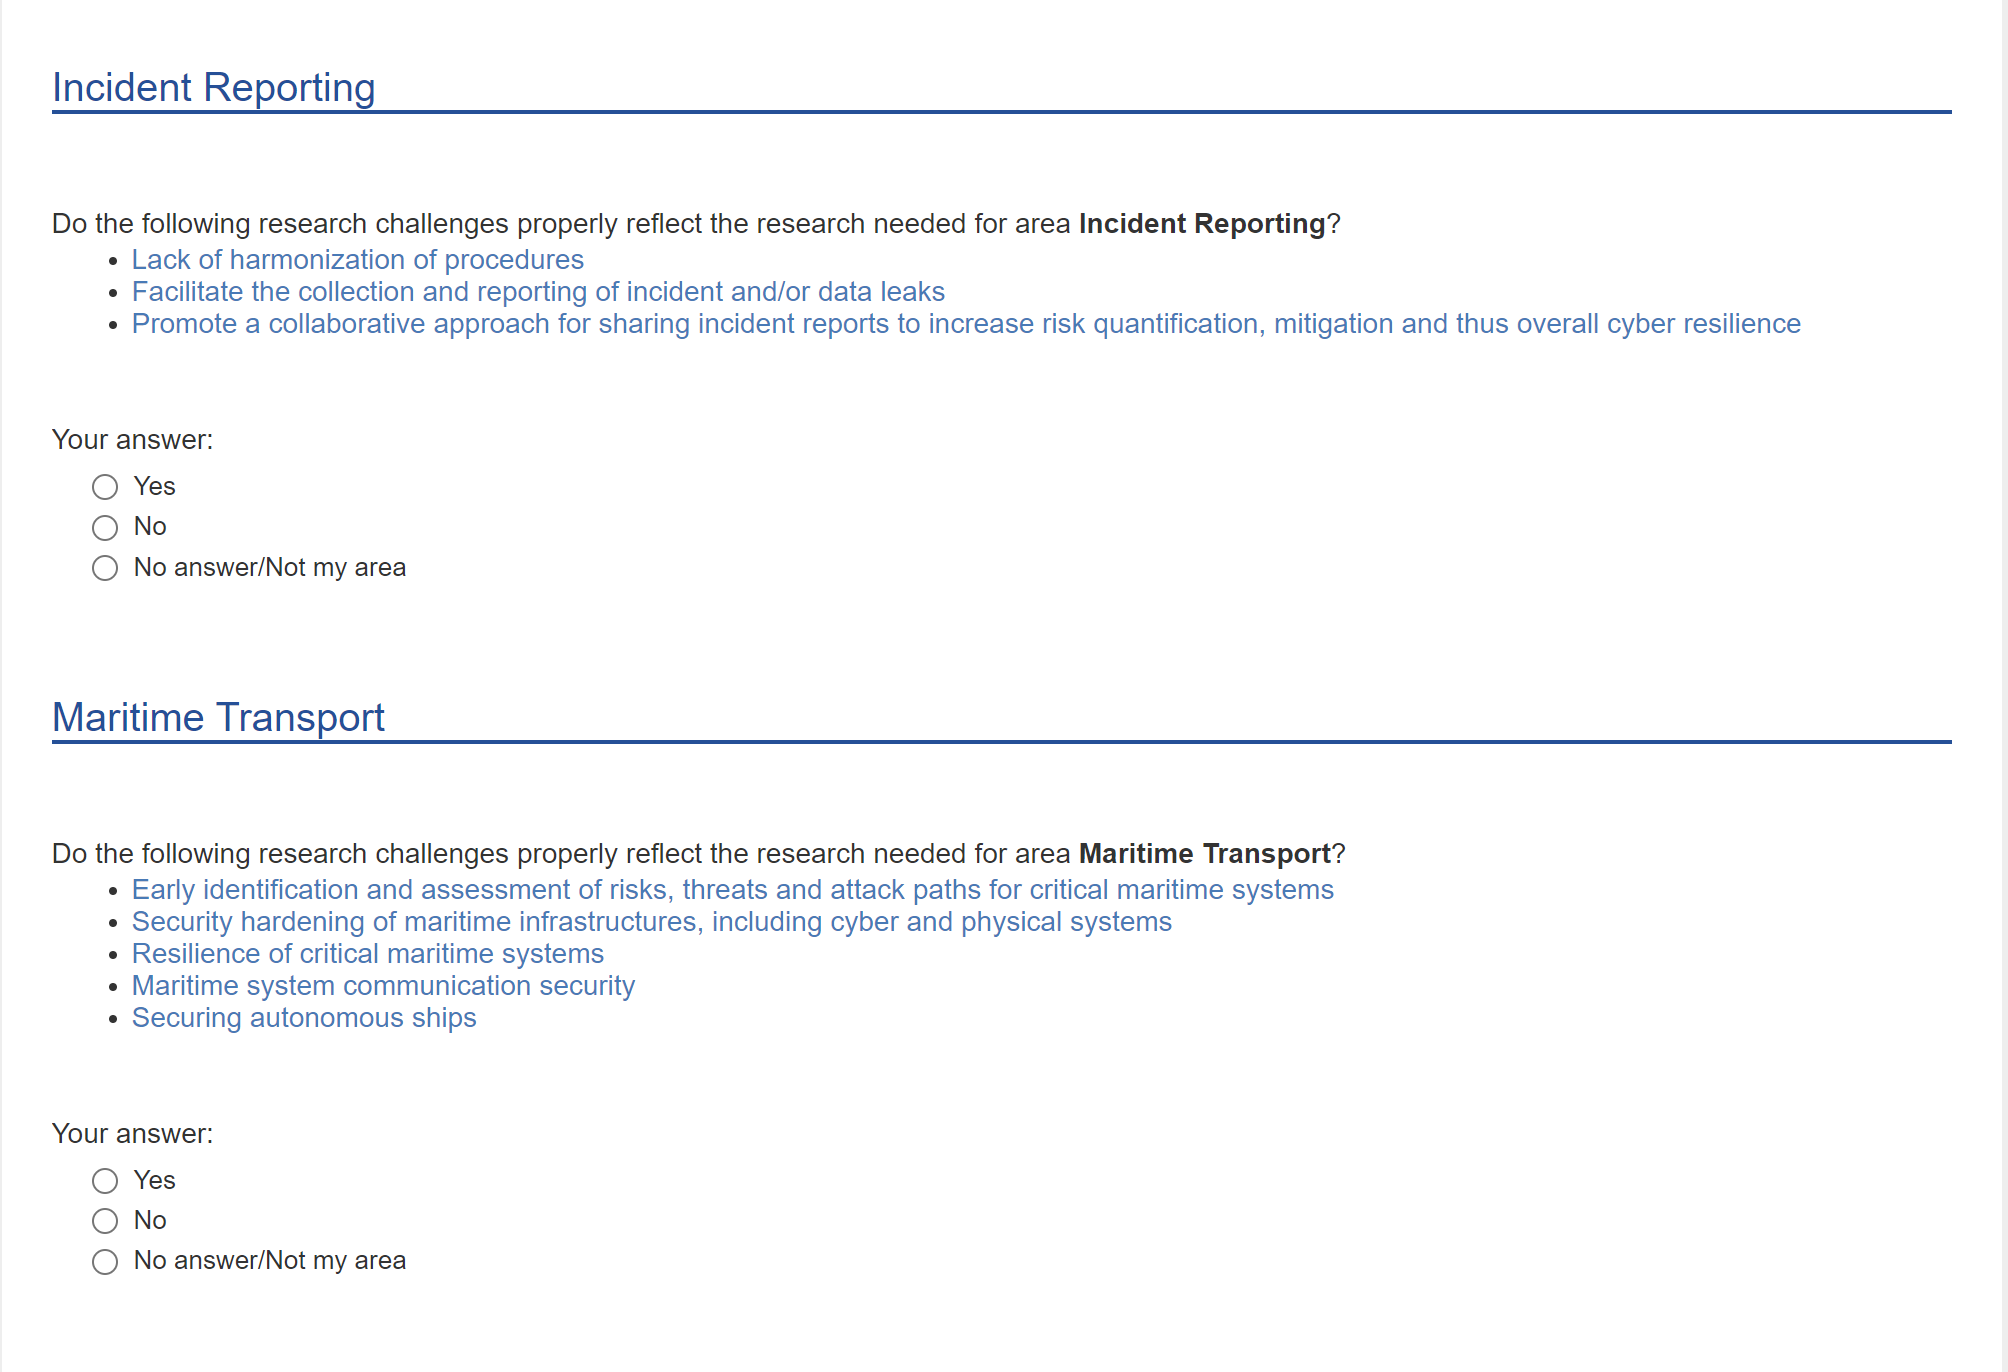 Incident Reporting
Do the following research challenges properly reflect the research needed for area Incident Reporting?
Lack of harmonization of procedures
Facilitate the collection and reporting of incident and/or data leaks
Promote a collaborative approach for sharing incident reports to increase risk quantification, mitigation and thus overall cyber resilience
Your answer:
Yes
No
No answer/Not my area
Maritime Transport
Do the following research challenges properly reflect the research needed for area Maritime Transport?
Early identification and assessment of risks, threats and attack paths for critical maritime systems
Security hardening of maritime infrastructures, including cyber and physical systems
Resilience of critical maritime systems
Maritime system communication security
Securing autonomous ships
Your answer:
Yes
No
No answer/Not my area